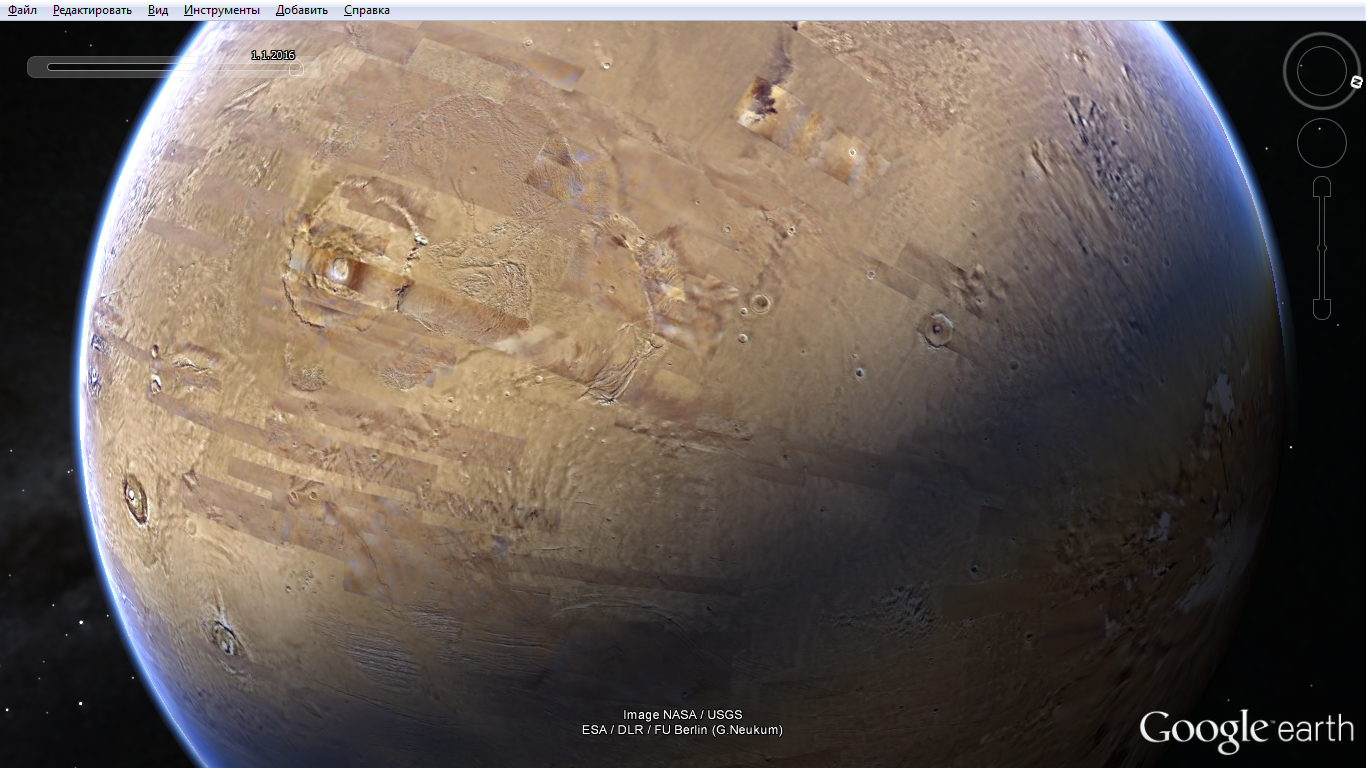 Файл Редактировать Вид Инструменты Добавить Справка
1.1.2016
N
Image NASA / USGS
ESA / DLR / FU Berlin (G.Neukum)
Google earth